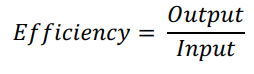 Efficiency = Output / Input